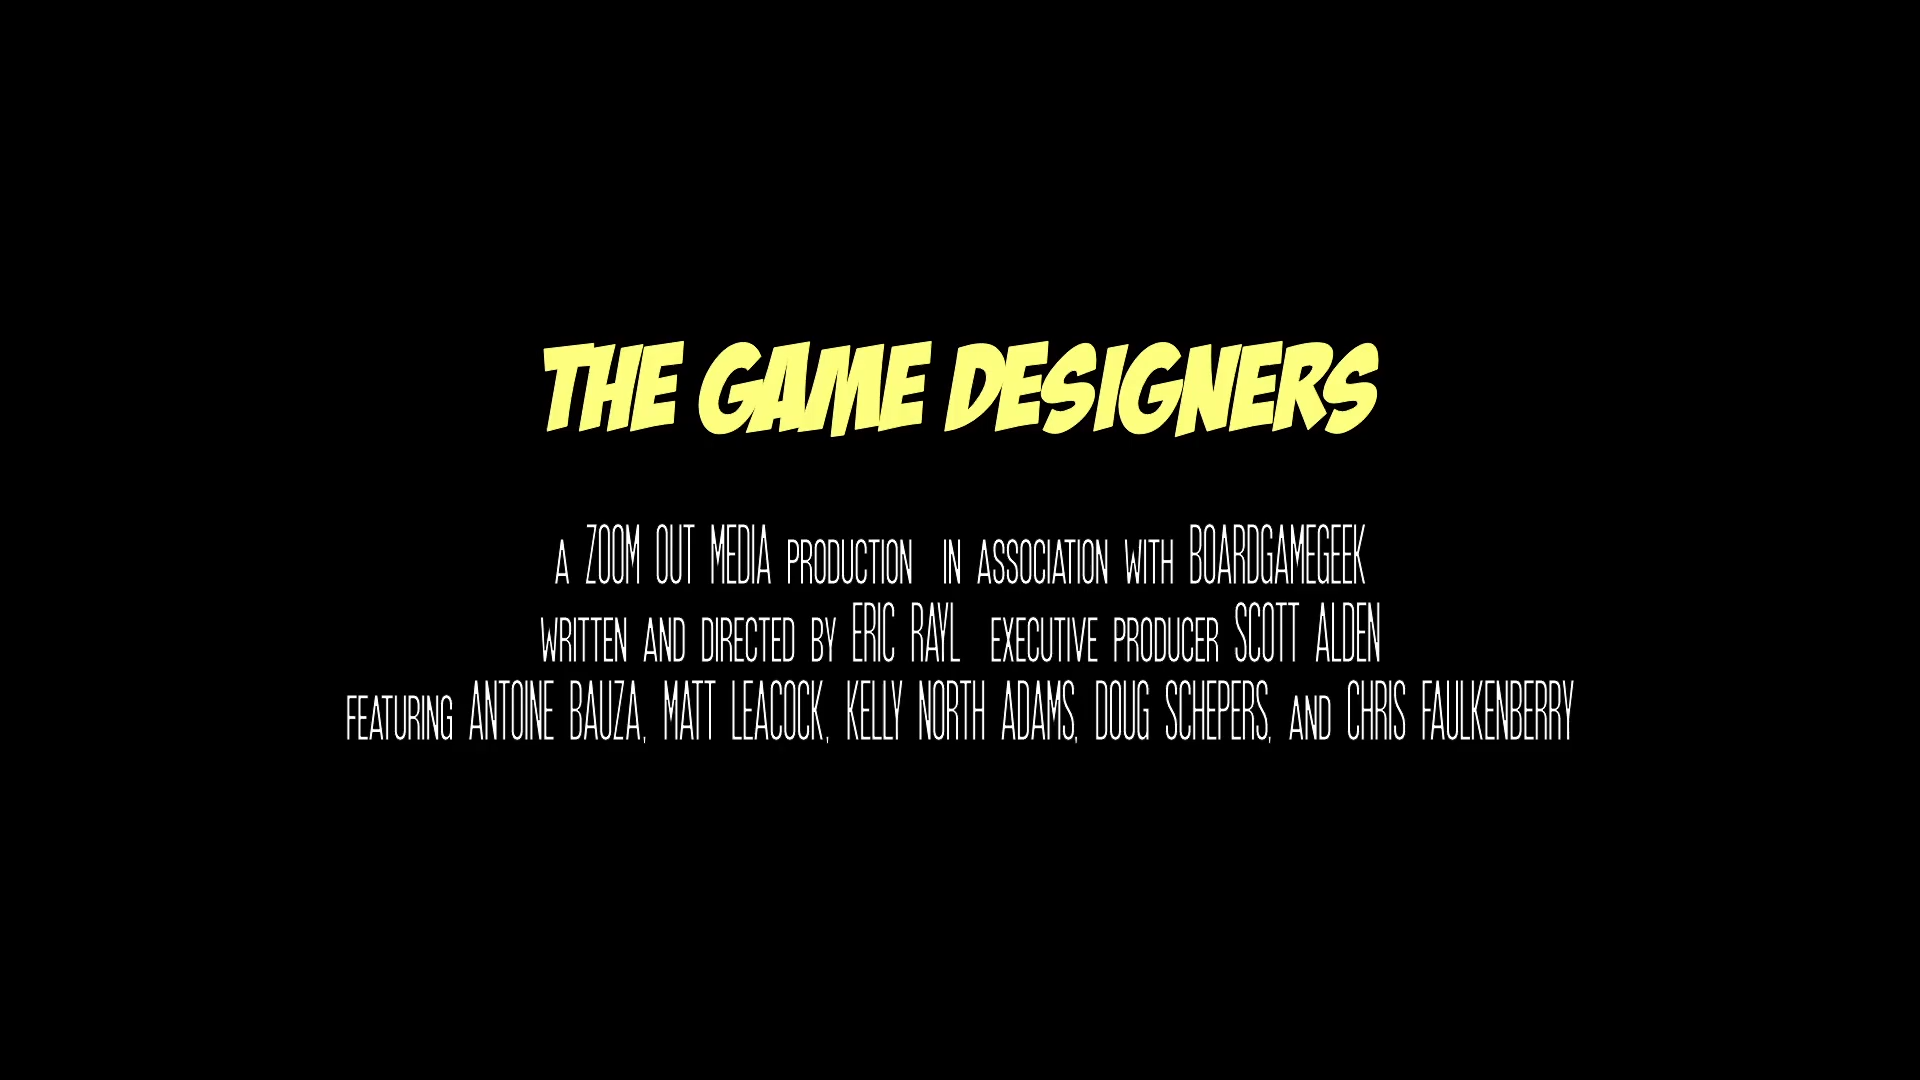 THE GAME DESIGNERS
A ZOOM OUT MEDIA PRODUCTION IN ASSOCIATION WITH BOARDGAMEGEEK
WRITTEN AND DIRECTED BY ERIC RAYL EXECUTIVE PRODUCER SCOTT ALDEN
FEATURING ANTOINE BAUZA, MATT LEACOCK, KELLY NORTH ADAMS, DOUG SCHEPERS, AND CHRIS FAULKENBERRY